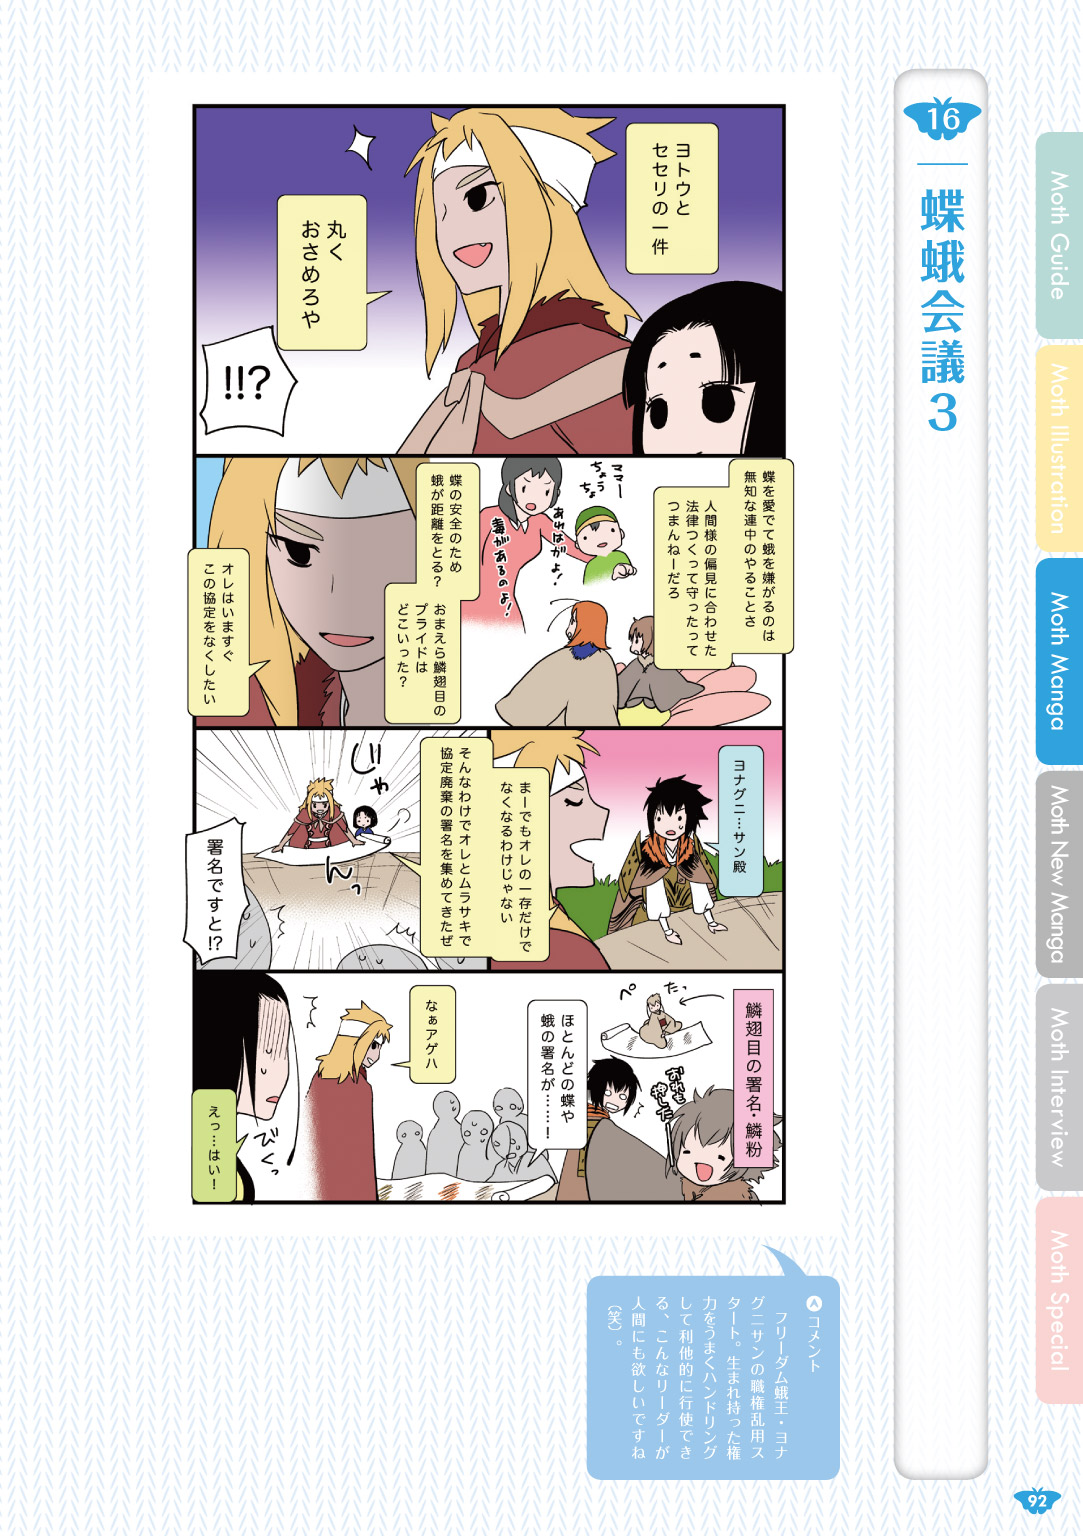 16
蝶蛾会議3
ヨトウと
セセリの一件
丸く
おさめろや
!!?
蝶を愛でて蛾を嫌がるのは
無知な連中のやることさ
人間様の偏見に合わせた
法律つくって守ったって
つまんねーだろ
ママー
ちょう
ちょ
あれはがよ!
毒があるのよ!
蝶の安全のため
蛾が距離をとる?
おまえら鱗翅目の
プライドは
どこいった?
オレはいますぐ
この協定をなくしたい
ヨナグニ…サン殿
まーでもオレの一存だけで
なくなるわけじゃない
そんなわけでオレとムラサキで
協定廃棄の署名を集めてきたぜ
じゃ
んっ
署名ですと!?
鱗翅目の署名・鱗粉
ぺ
たっ
おれも
押した
ほとんどの蝶や
蛾の署名が……!
なぁアゲハ
びくっ
えっ…はい!
Aコメント
フリーダム蛾王・ヨナ
グニサンの職権乱用ス
タート。生まれ持った権
力をうまくハンドリング
して利他的に行使でき
る、こんなリーダーが
人間にも欲しいですね
(笑)。
Moth Guide
Moth Illustration
Moth Manga
Moth New Manga
Moth Interview
Moth Special
92